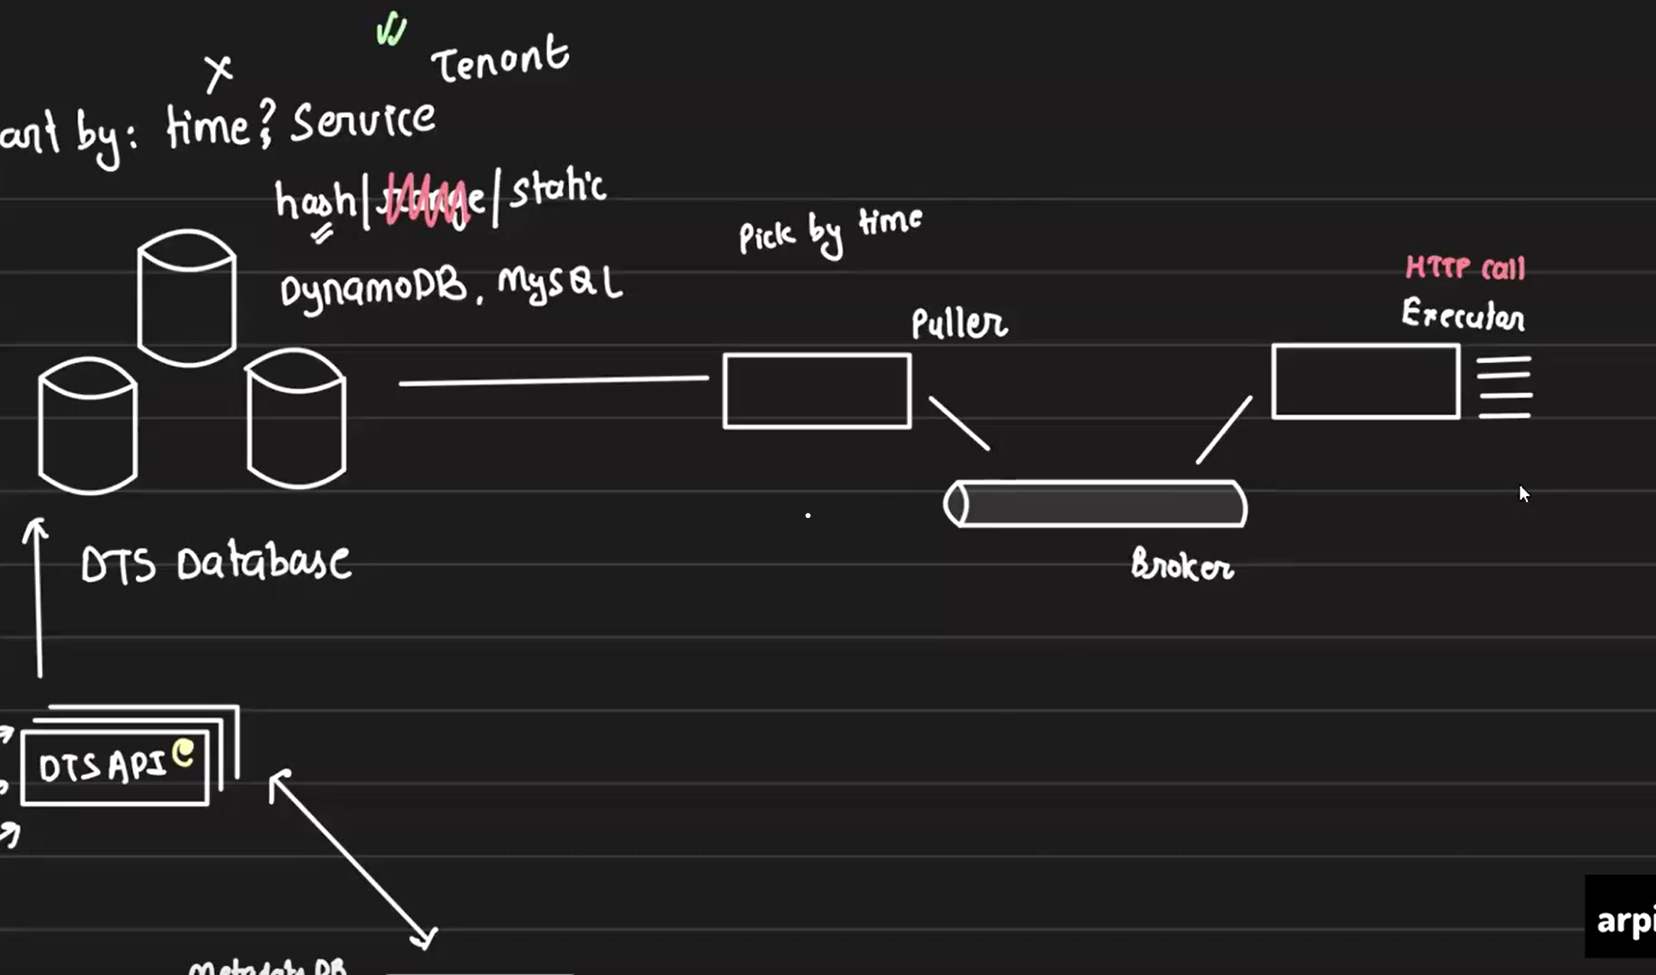 x
Tenant
ant by: time? Service
hash| |static
Pick by time
DynamoDB, MySQL
HTTP call
Executor
Puller
Broker
DTS Database
DTS API e
Metadata DB
arpi